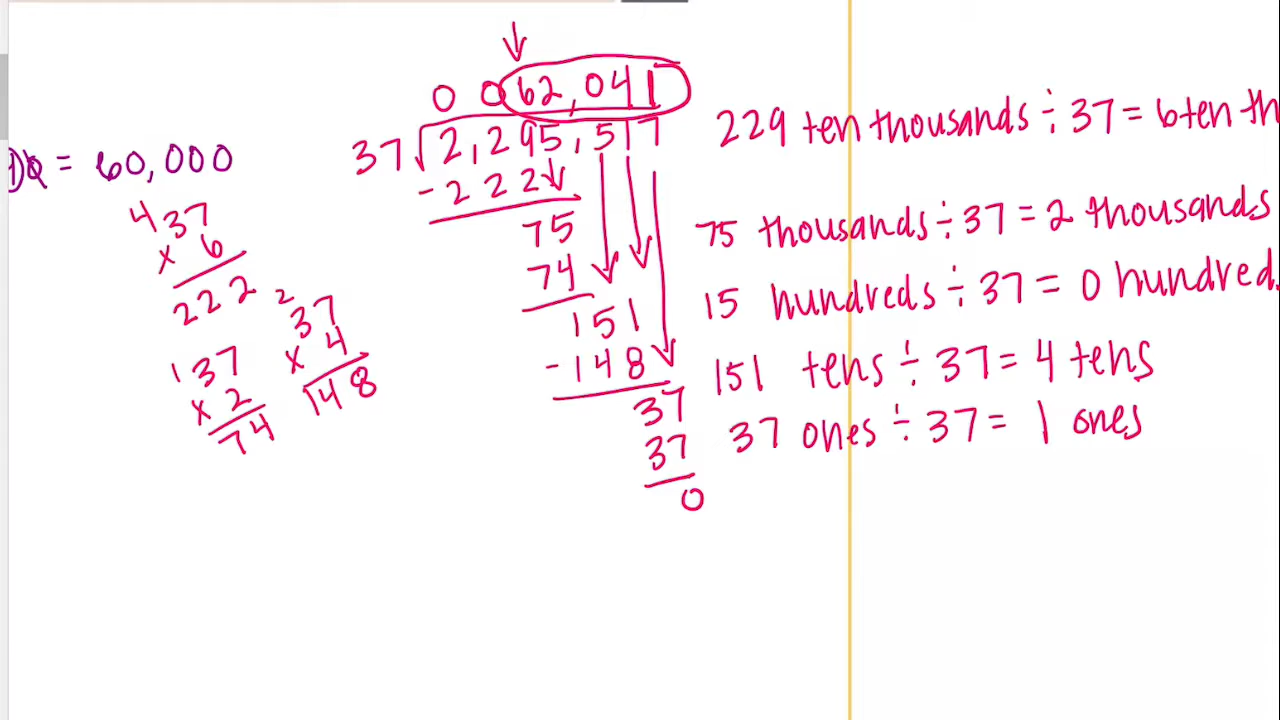 0 0 62,041
37 2,295,517
229 ten thousands ÷ 37 = 6 ten th
= 60,000
- 222
4 37
x 6
222
75
75 thousands ÷ 37 = 2 thousands
74
151
15 hundreds ÷ 37 = 0 hundred
2 37
x 4
148
1 37
x 2
74
- 148
151 tens ÷ 37 = 4 tens
37
37 ones ÷ 37 = 1 ones
37
0